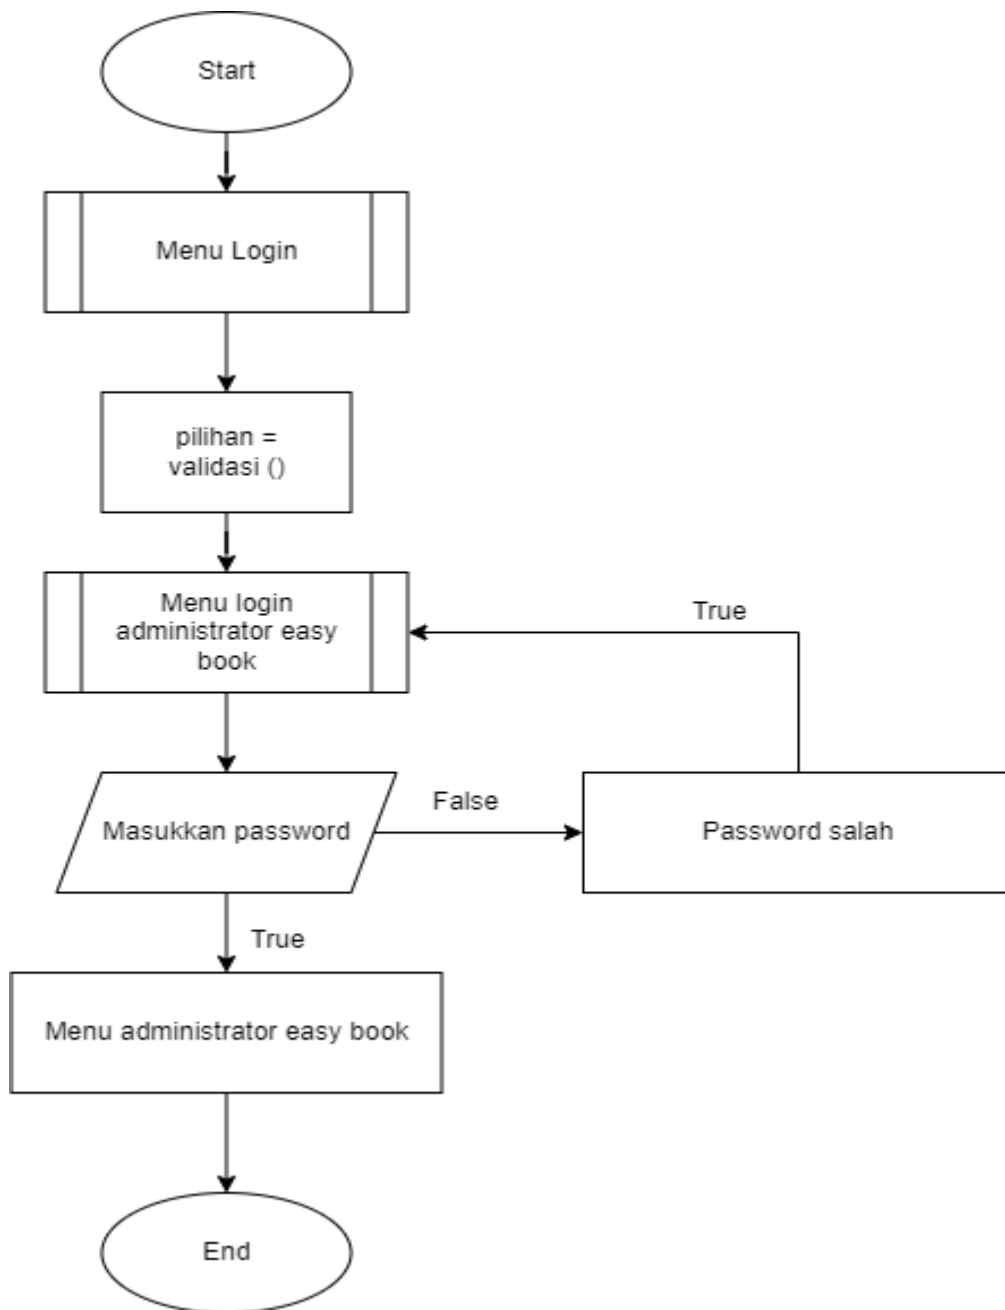 Start
Menu Login
pilihan =
validasi ()
Menu login
administrator easy
book
True
Masukkan password
False
Password salah
True
Menu administrator easy book
End